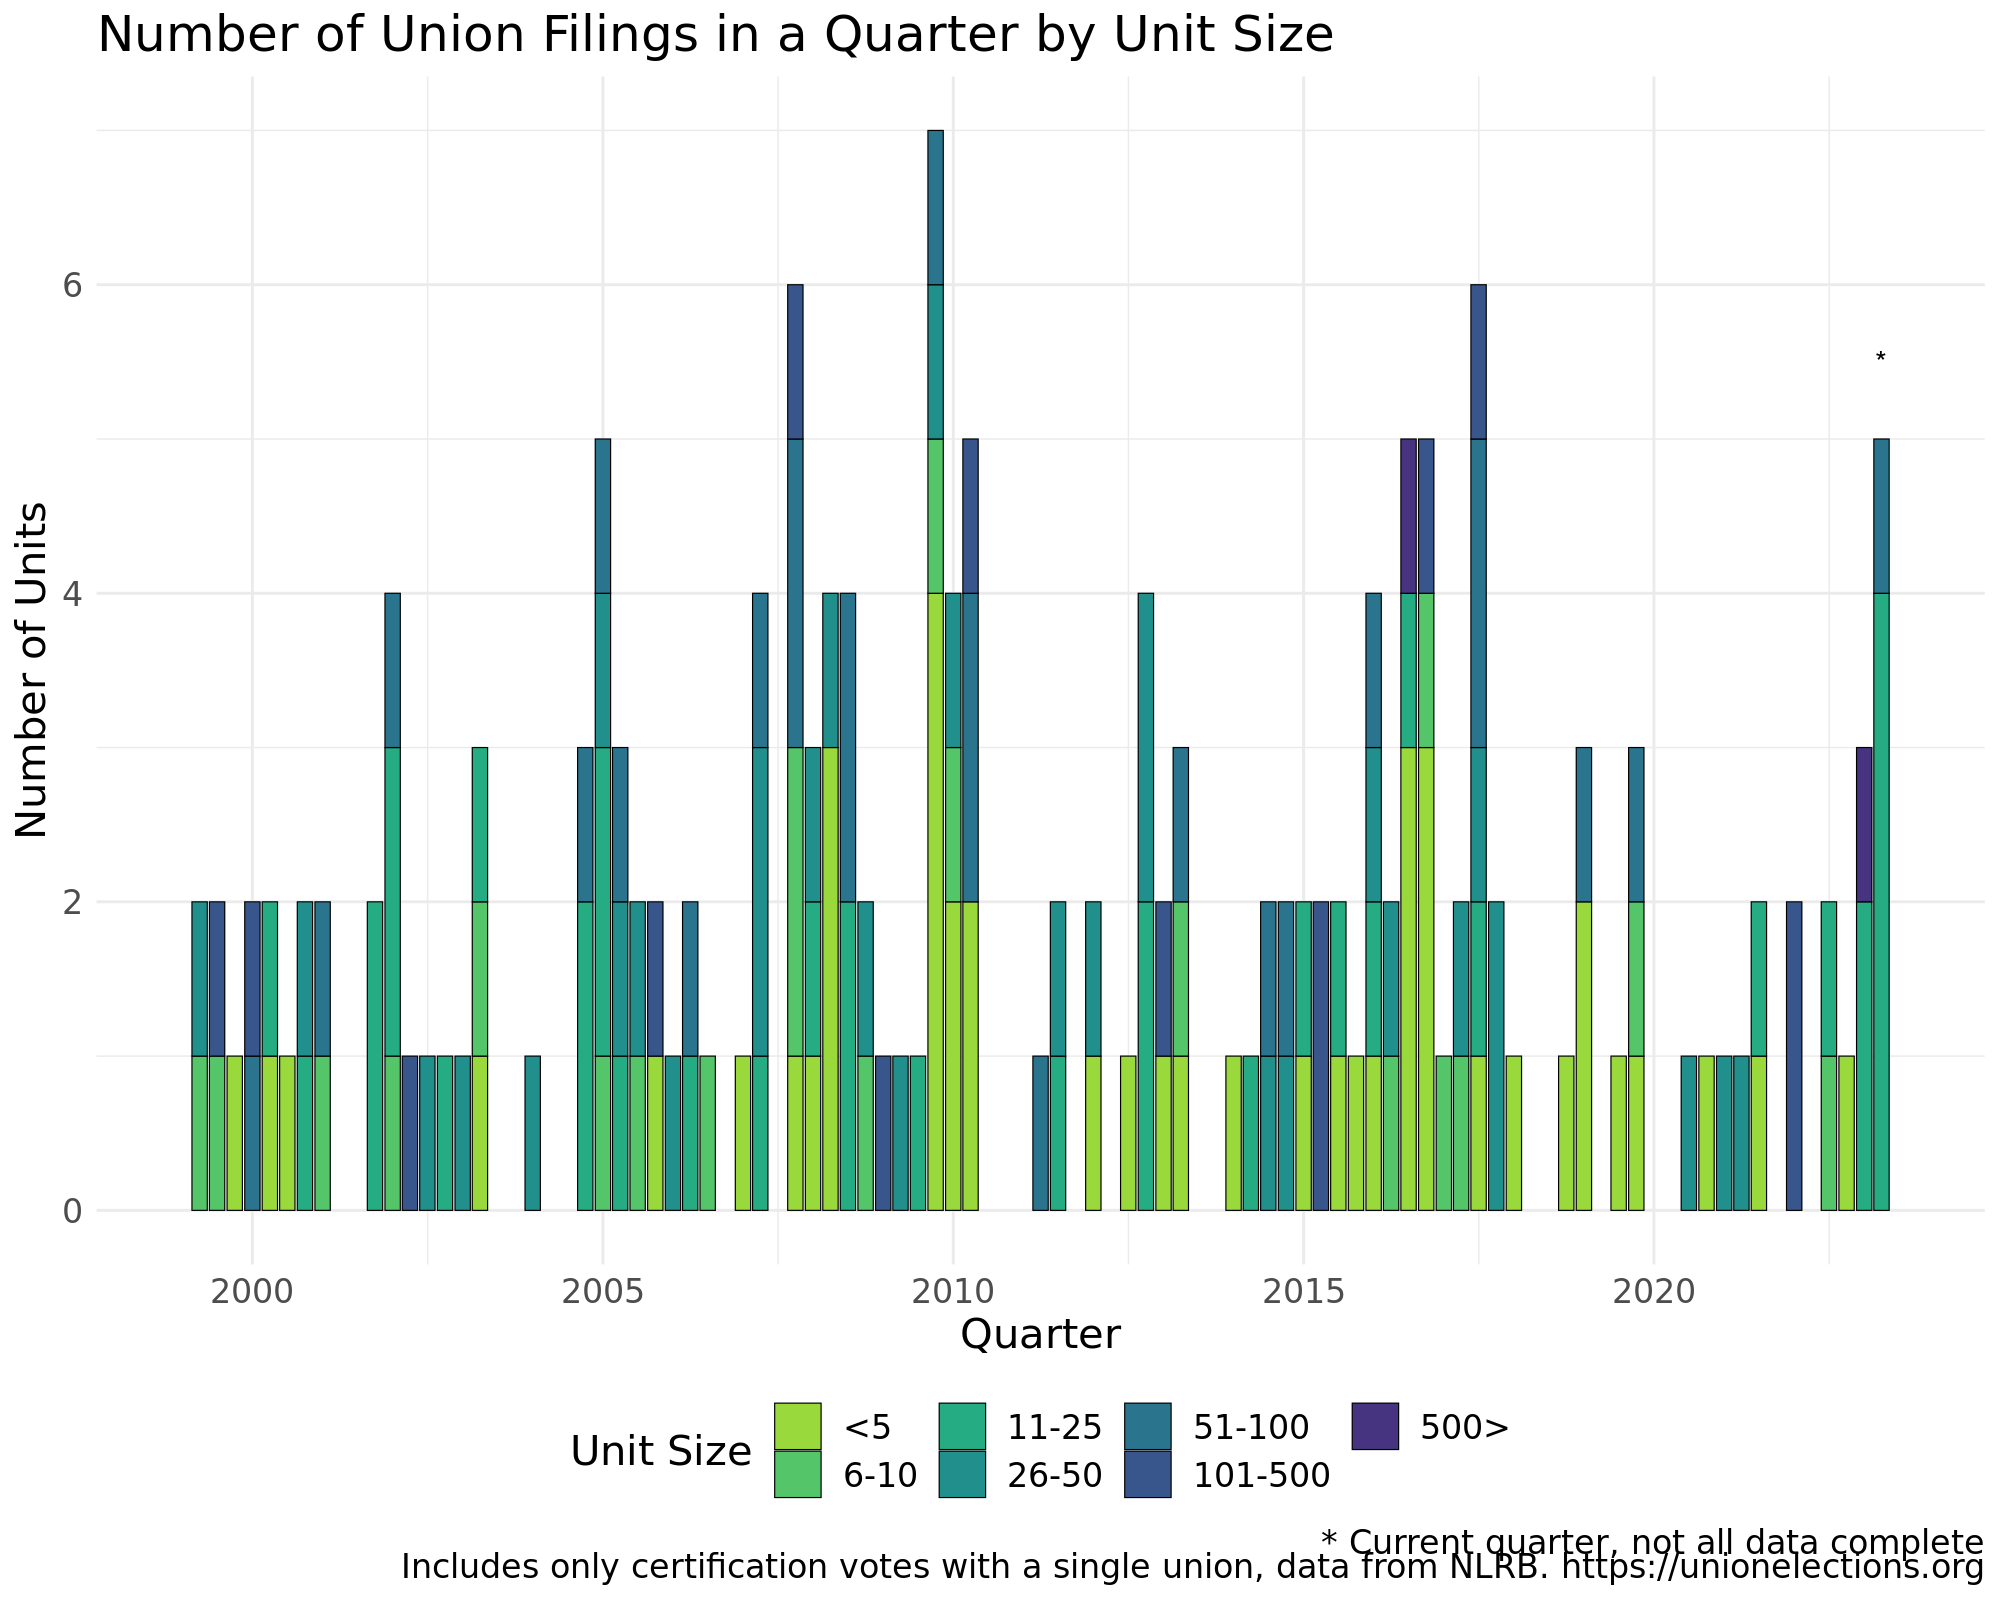 Number of Union Filings in a Quarter by Unit Size
Number of Units
6
4
2
0
*
2000 2005 2010 2015 2020
Quarter
Unit Size
<5 11-25 51-100 500>
6-10 26-50 101-500
* Current quarter, not all data complete
Includes only certification votes with a single union, data from NLRB. https://unionelections.org